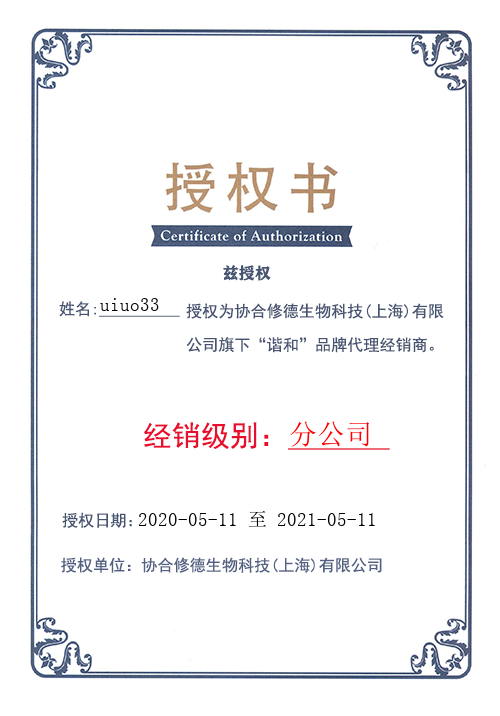 授权书
Certificate of Authorization
兹授权
姓名:uiuo33 授权为协合修德生物科技(上海)有限
公司旗下“谐和”品牌代理经销商。
经销级别：分公司
授权日期：2020-05-11 至 2021-05-11
授权单位：协合修德生物科技(上海)有限公司